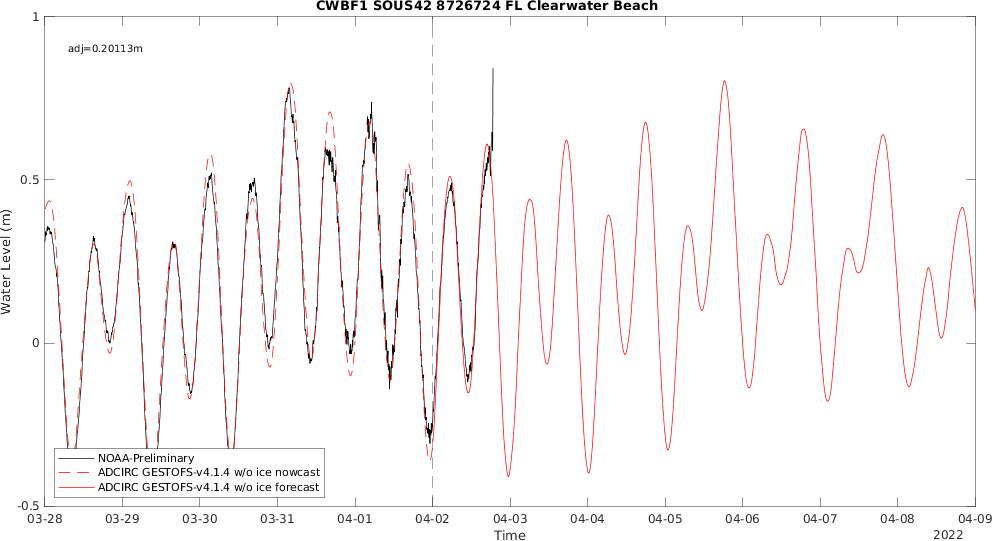 CWBF1 SOUS42 8726724 FL Clearwater Beach
adj=0.20113m
1
0.5
0
-0.5
Water Level (m)
NOAA-Preliminary
ADCIRC GESTOFS-v4.1.4 w/o ice nowcast
ADCIRC GESTOFS-v4.1.4 w/o ice forecast
03-28 03-29 03-30 03-31 04-01 04-02 04-03 04-04 04-05 04-06 04-07 04-08 04-09
Time
2022